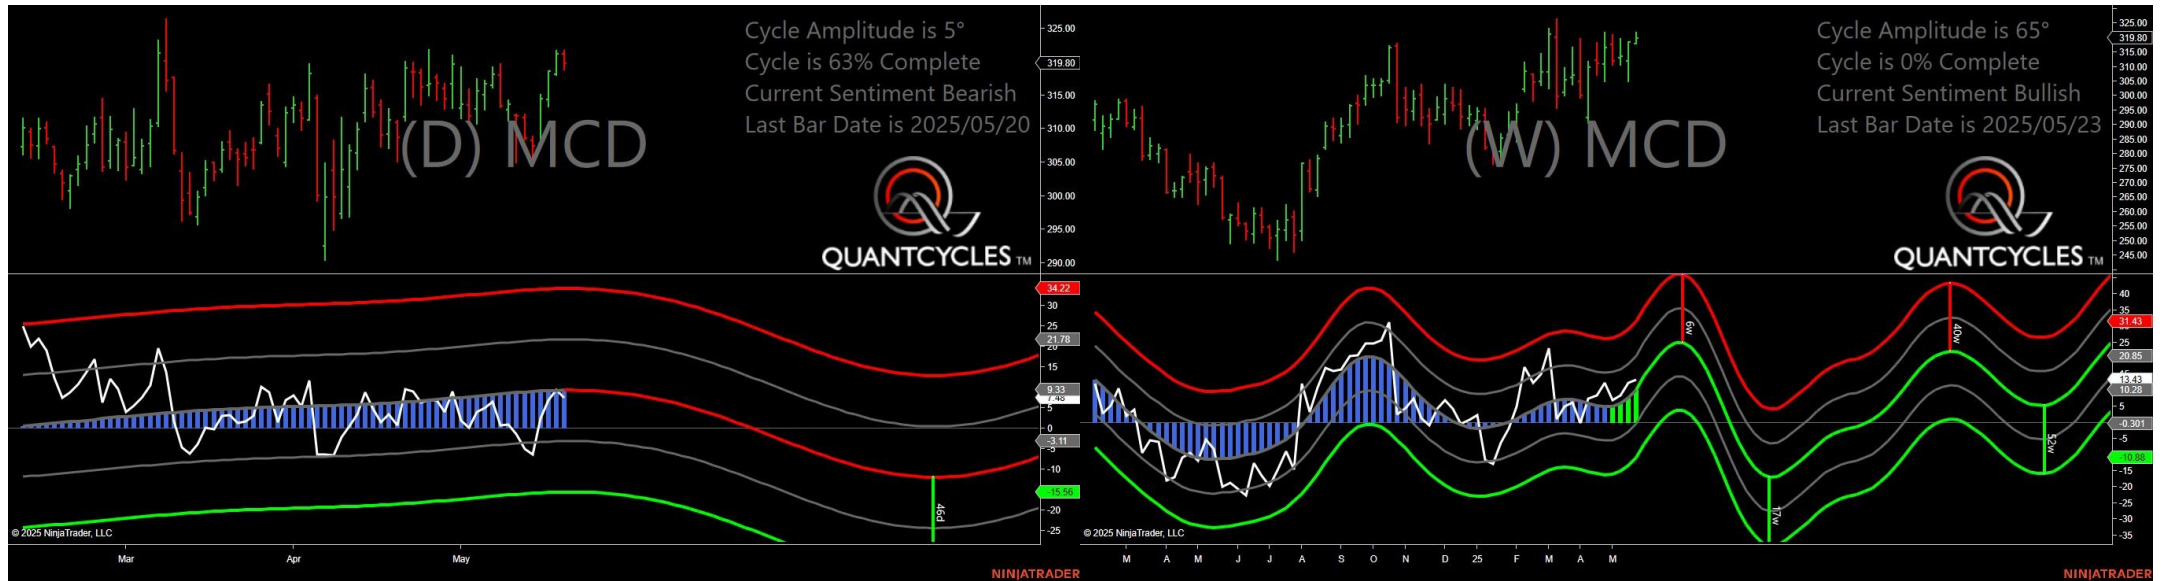 Cycle Amplitude is 5°
Cycle is 63% Complete
Current Sentiment Bearish
Last Bar Date is 2025/05/20
(D) MCD
QUANTCYCLES TM
325.00
319.80
315.00
310.00
305.00
300.00
295.00
290.00
34.22
30
25
21.78
20
15
9.33
7.48
5
0
-3.11
-5
-10
-15.56
-20
-25
46d
© 2025 NinjaTrader, LLC
Mar
Apr
May
NINJATRADER
Cycle Amplitude is 65°
Cycle is 0% Complete
Current Sentiment Bullish
Last Bar Date is 2025/05/23
(W) MCD
QUANTCYCLES TM
325.00
319.80
315.00
310.00
305.00
300.00
295.00
290.00
285.00
280.00
275.00
270.00
265.00
260.00
255.00
250.00
245.00
40
35
31.43
25
20.85
13.43
10.28
5
-0.301
-5
-10.88
-15
-20
-25
-30
-35
6w
17w
40w
52w
© 2025 NinjaTrader, LLC
M A M J J A S O N D 25 F M A M
NINJATRADER